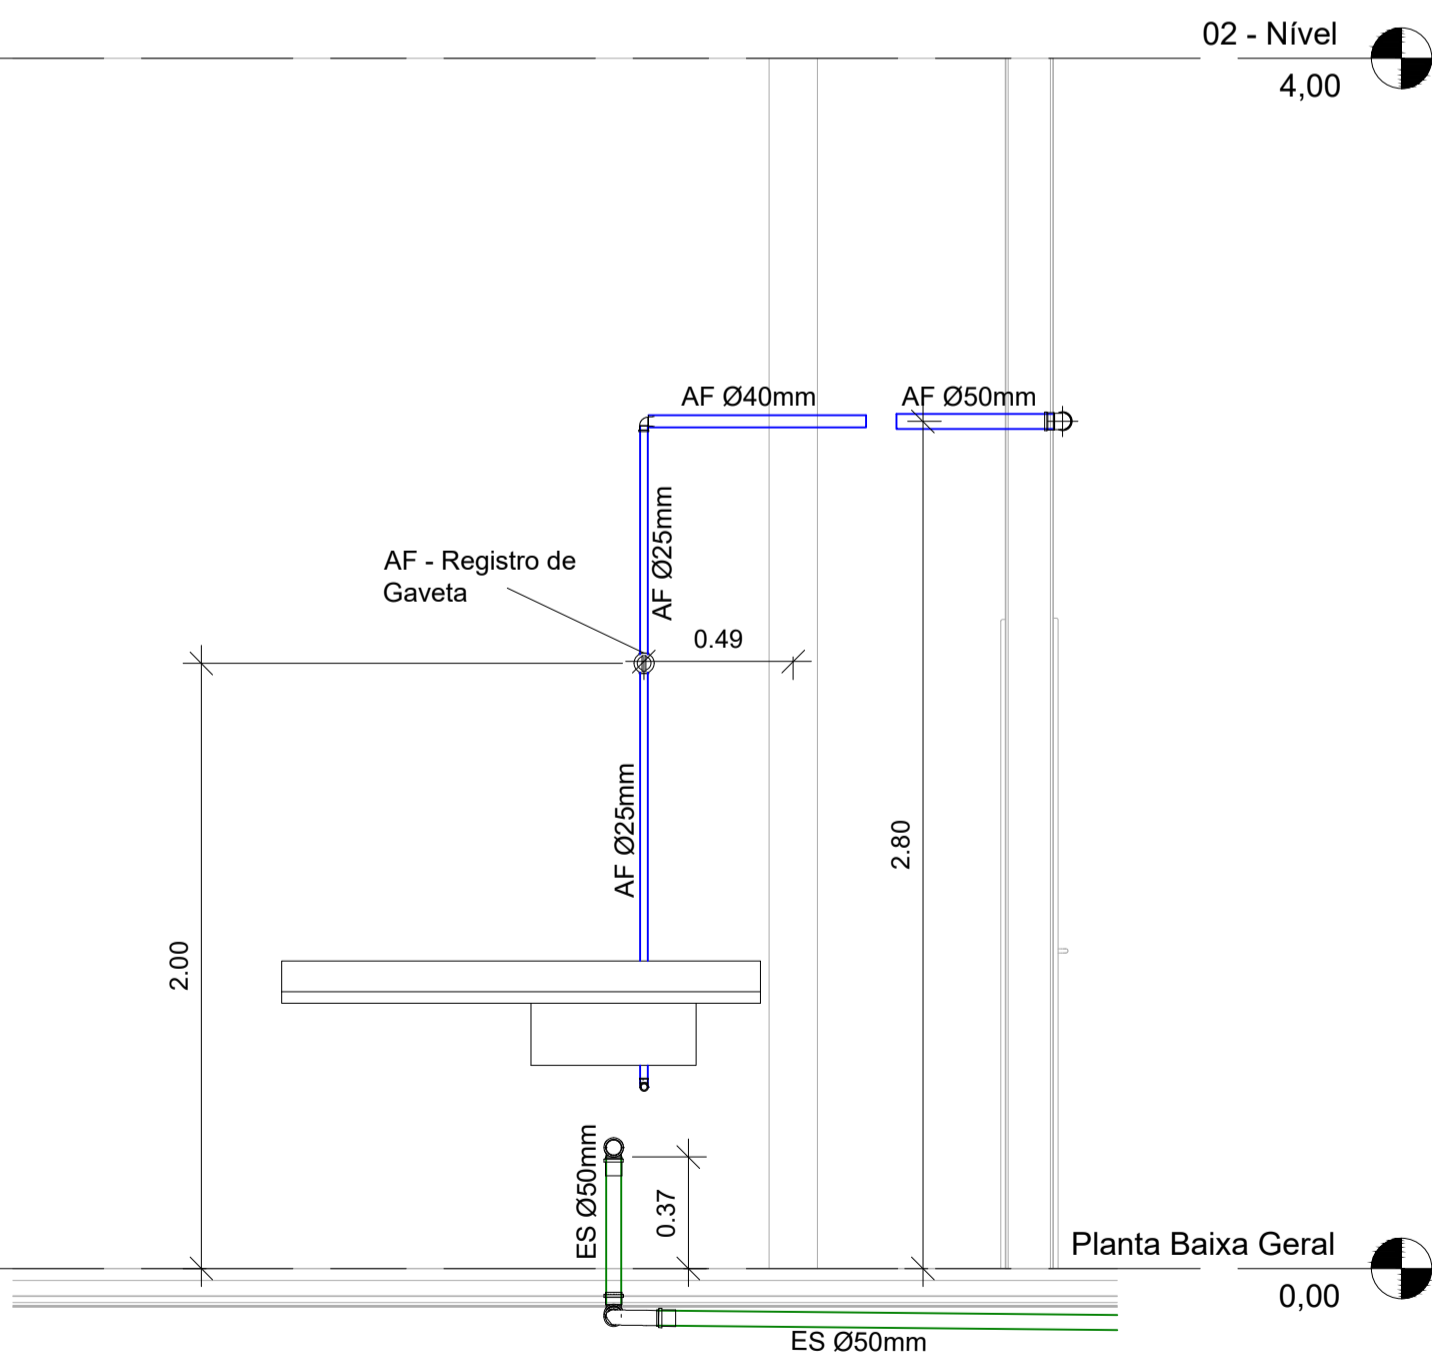 02 - Nível
4,00
AF Ø40mm
AF Ø50mm
AF Ø25mm
AF - Registro de
Gaveta
0.49
AF Ø25mm
2.80
2.00
ES Ø50mm
0.37
Planta Baixa Geral
0,00
ES Ø50mm